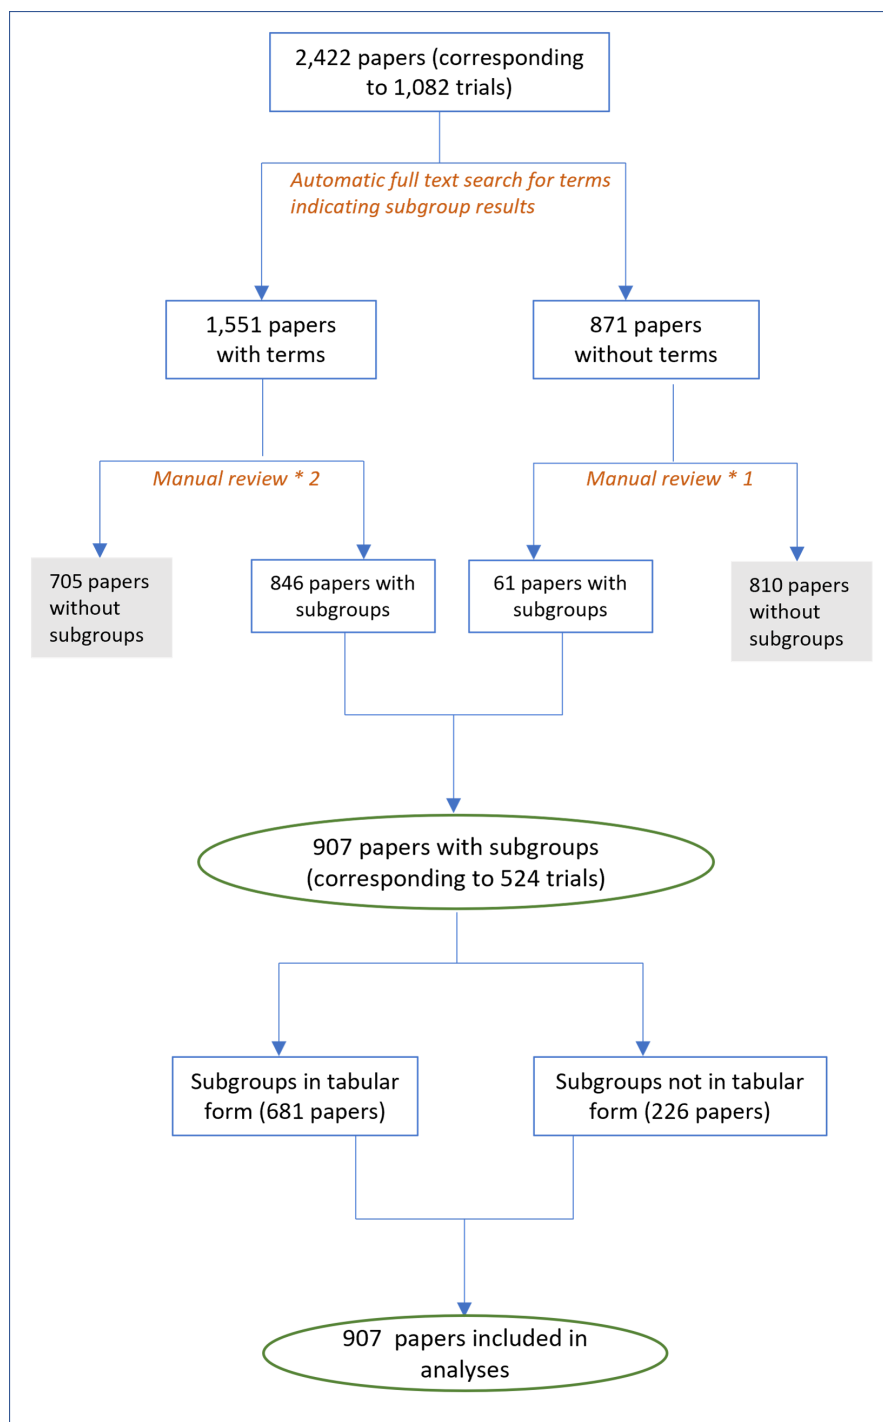 2,422 papers (corresponding
to 1,082 trials)
Automatic full text search for terms
indicating subgroup results
1,551 papers
with terms
871 papers
without terms
Manual review * 2
Manual review * 1
705 papers
without
subgroups
846 papers with
subgroups
61 papers with
subgroups
810 papers
without
subgroups
907 papers with subgroups
(corresponding to 524 trials)
Subgroups in tabular
form (681 papers)
Subgroups not in tabular
form (226 papers)
907 papers included in
analyses